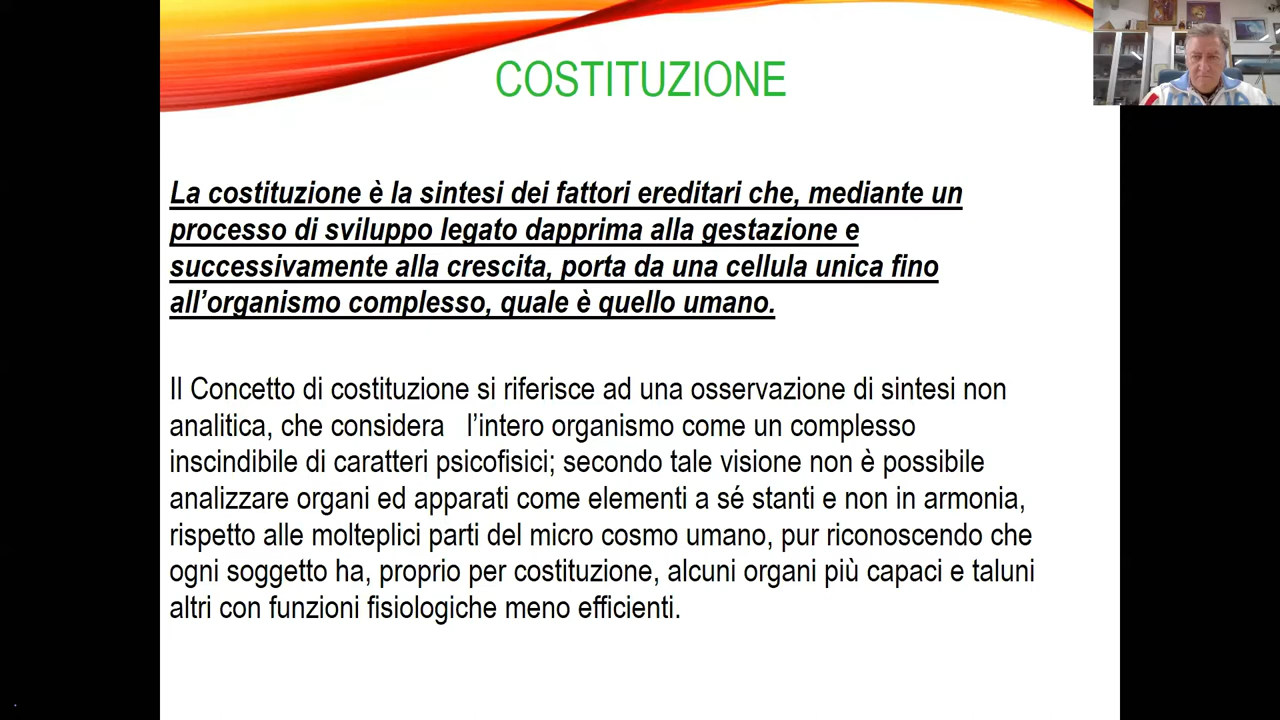 COSTITUZIONE
La costituzione è la sintesi dei fattori ereditari che, mediante un
processo di sviluppo legato dapprima alla gestazione e
successivamente alla crescita, porta da una cellula unica fino
all’organismo complesso, quale è quello umano.
Il Concetto di costituzione si riferisce ad una osservazione di sintesi non
analitica, che considera l’intero organismo come un complesso
inscindibile di caratteri psicofisici; secondo tale visione non è possibile
analizzare organi ed apparati come elementi a sé stanti e non in armonia,
rispetto alle molteplici parti del micro cosmo umano, pur riconoscendo che
ogni soggetto ha, proprio per costituzione, alcuni organi più capaci e taluni
altri con funzioni fisiologiche meno efficienti.